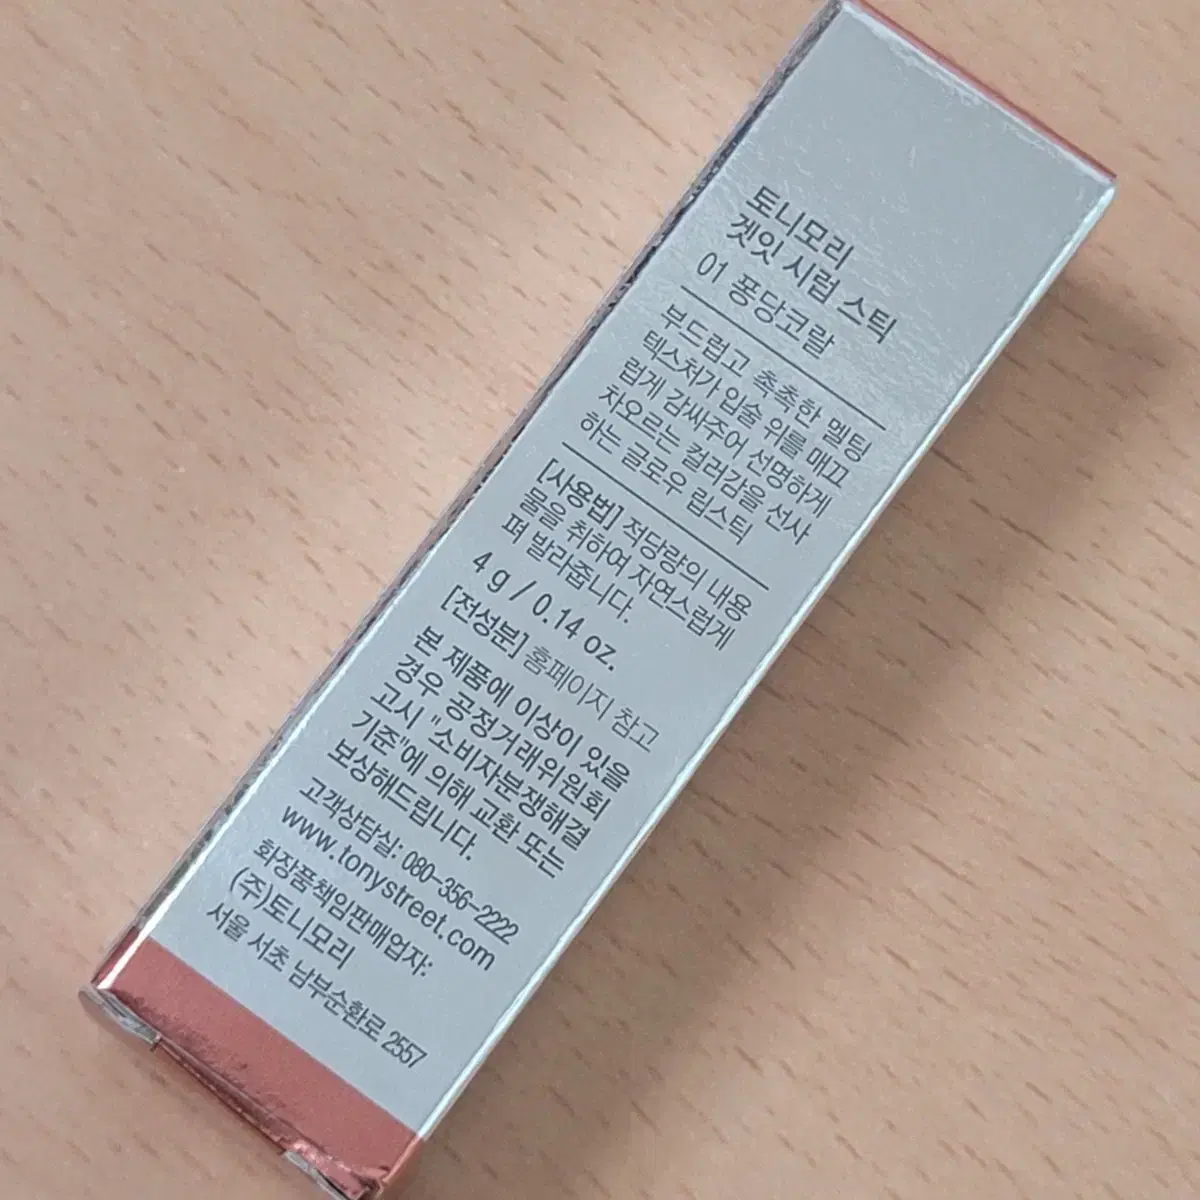 토니모리
겟잇 시럽 스틱
01 퐁당코랄
부드럽고 촉촉한 멜팅
텍스처가 입술 위를 매끄
럽게 감싸주어 선명하게
차오르는 컬러감을 선사
하는 글로우 립스틱
[사용법] 적당량의 내용
물을 취하여 자연스럽게
펴 발라줍니다.
4 g / 0.14 oz.
[전성분] 홈페이지 참고
본 제품에 이상이 있을
경우 공정거래위원회
고시 "소비자분쟁해결
기준"에 의해 교환 또는
보상해드립니다.
고객상담실: 080-356-2222
www.tonystreet.com
화장품책임판매업자:
(주)토니모리
서울 서초 남부순환로 2557